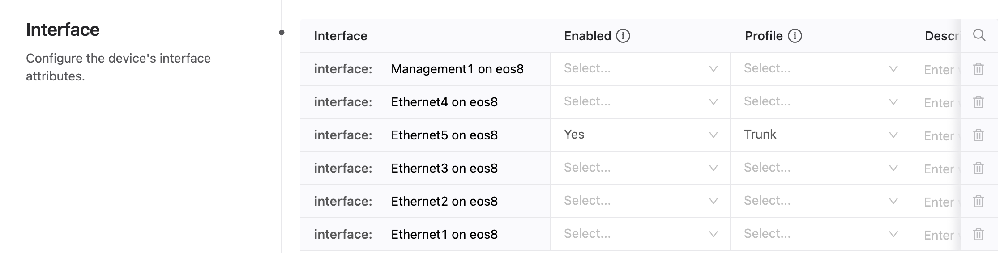 Interface
Configure the device's interface
attributes.
Interface Enabled Profile Descr
interface: Management1 on eos8 Select... Select... Enter
interface: Ethernet4 on eos8 Select... Select... Enter
interface: Ethernet5 on eos8 Yes Trunk Enter
interface: Ethernet3 on eos8 Select... Select... Enter
interface: Ethernet2 on eos8 Select... Select... Enter
interface: Ethernet1 on eos8 Select... Select... Enter